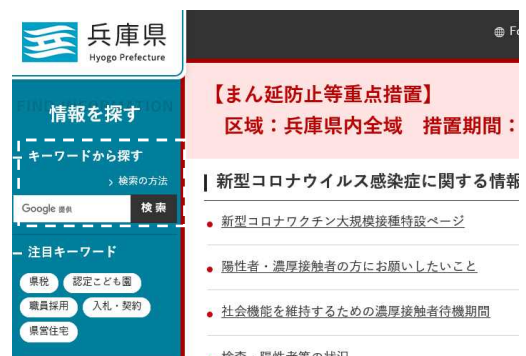 兵庫県
Hyogo Prefecture
情報を探す
キーワードから探す
検索の方法
Google 提供
検索
注目キーワード
県税
認定こども園
職員採用
入札・契約
県営住宅
【まん延防止等重点措置】
区域：兵庫県内全域　措置期間：
新型コロナウイルス感染症に関する情報
新型コロナワクチン大規模接種特設ページ
陽性者・濃厚接触者の方にお願いしたいこと
社会機能を維持するための濃厚接触者待機期間